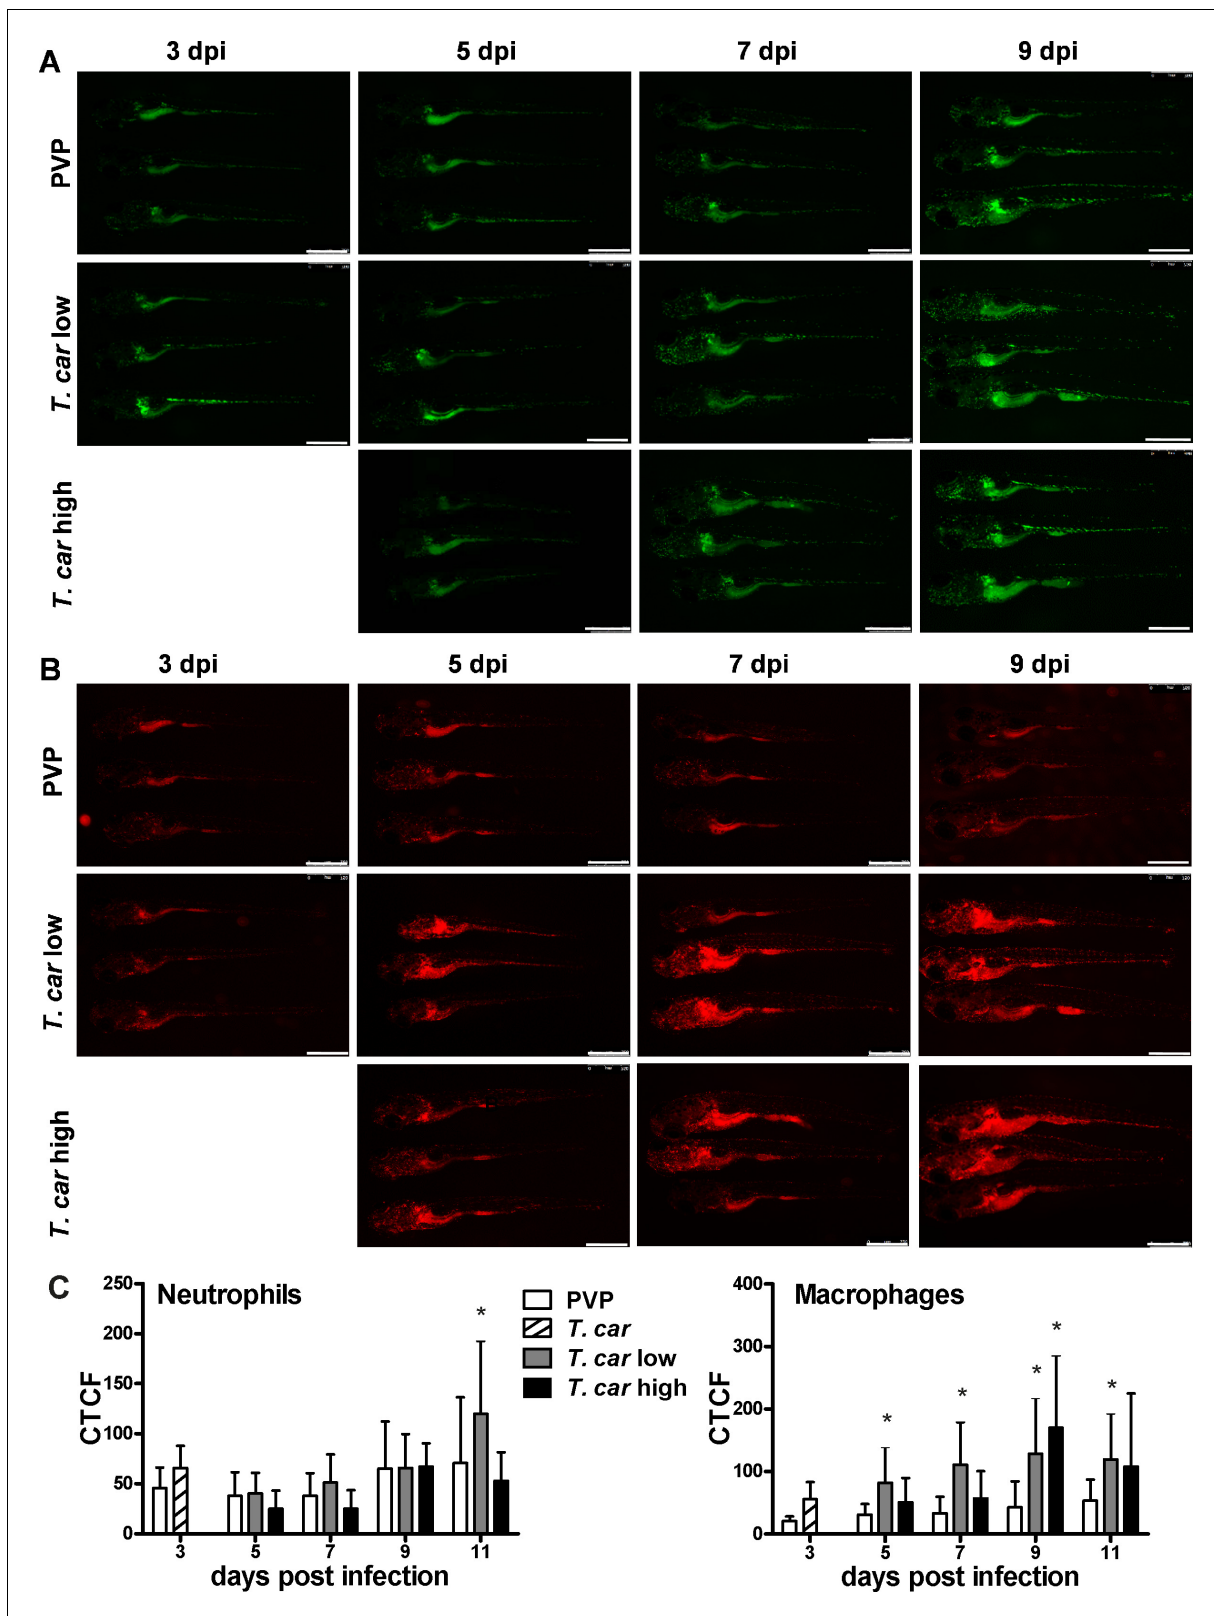 A
3 dpi 5 dpi 7 dpi 9 dpi
PVP
T. car low
T. car high
B
3 dpi 5 dpi 7 dpi 9 dpi
PVP
T. car low
T. car high
C
Neutrophils
250
200
150
100
50
0
CTCF
*
3 5 7 9 11
days post infection
PVP
T. car
T. car low
T. car high
Macrophages
400
300
200
100
0
CTCF
* * * * *
3 5 7 9 11
days post infection